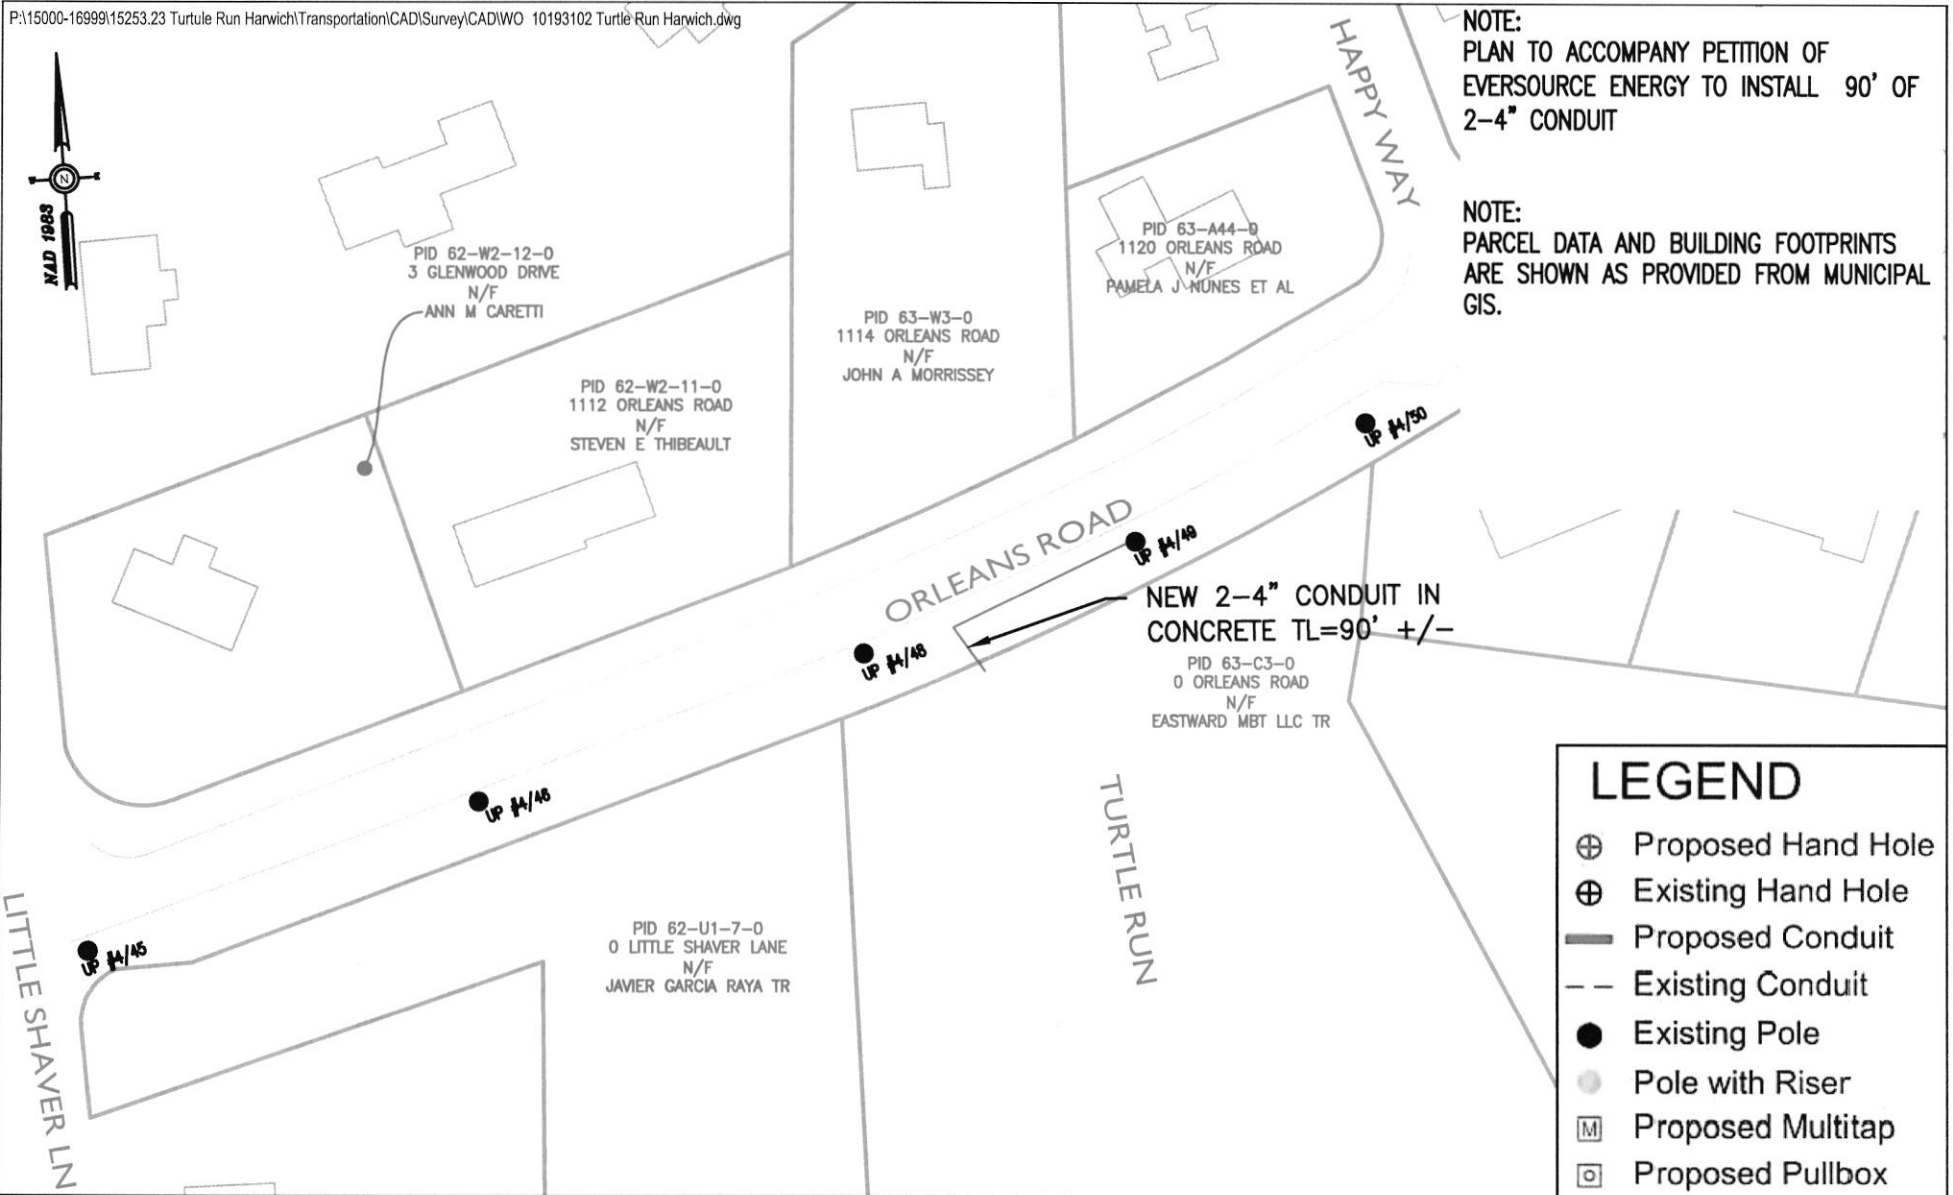 P:\15000-16999\15253.23 Turtule Run Harwich\Transportation\CAD\Survey\CAD\WO 10193102 Turtle Run Harwich.dwg
NOTE:
PLAN TO ACCOMPANY PETITION OF
EVERSOURCE ENERGY TO INSTALL 90' OF
2-4" CONDUIT
NOTE:
PARCEL DATA AND BUILDING FOOTPRINTS
ARE SHOWN AS PROVIDED FROM MUNICIPAL
GIS.
N
NAD 1983
HAPPY WAY
PID 62-W2-12-0
3 GLENWOOD DRIVE
N/F
ANN M CARETTI
PID 62-W2-11-0
1112 ORLEANS ROAD
N/F
STEVEN E THIBEAULT
PID 63-W3-0
1114 ORLEANS ROAD
N/F
JOHN A MORRISSEY
PID 63-A44-0
1120 ORLEANS ROAD
N/F
PAMELA J NUNES ET AL
UP #4/50
ORLEANS ROAD
UP #4/49
NEW 2-4" CONDUIT IN
CONCRETE TL=90' +/-
UP #4/48
PID 63-C3-0
0 ORLEANS ROAD
N/F
EASTWARD MBT LLC TR
UP #4/46
TURTLE RUN
UP #4/45
LITTLE SHAVER LN
PID 62-U1-7-0
0 LITTLE SHAVER LANE
N/F
JAVIER GARCIA RAYA TR
LEGEND
Proposed Hand Hole
Existing Hand Hole
Proposed Conduit
Existing Conduit
Existing Pole
Pole with Riser
M Proposed Multitap
Proposed Pullbox